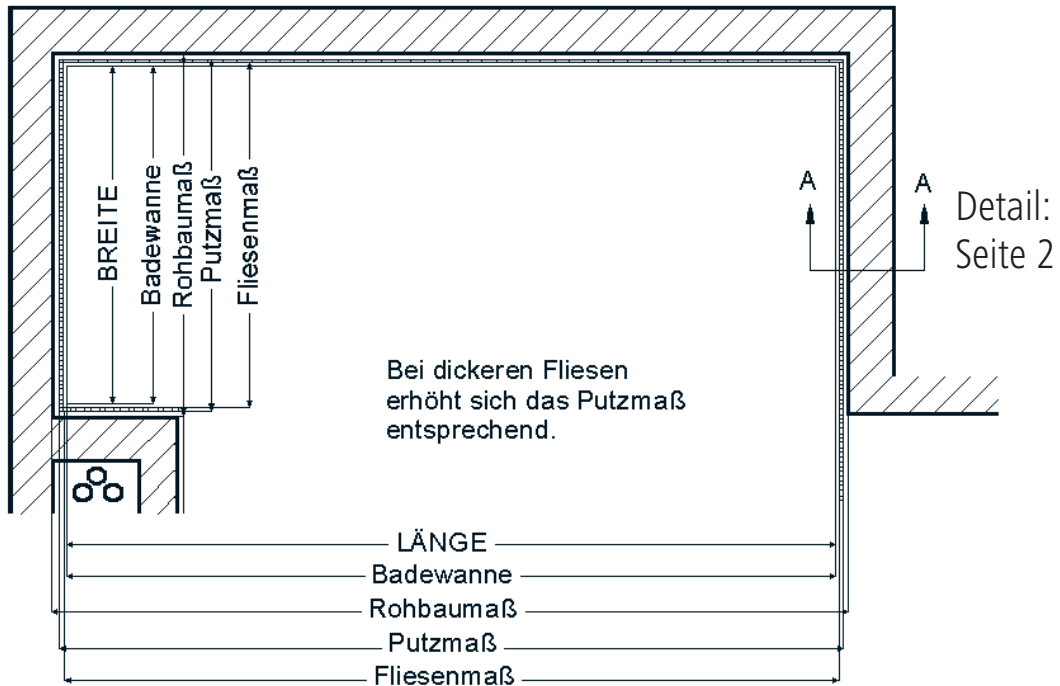 BREITE
Badewanne
Rohbaumaß
Putzmaß
Fliesenmaß
A
A
Detail:
Seite 2
Bei dickeren Fliesen
erhöht sich das Putzmaß
entsprechend.
LÄNGE
Badewanne
Rohbaumaß
Putzmaß
Fliesenmaß